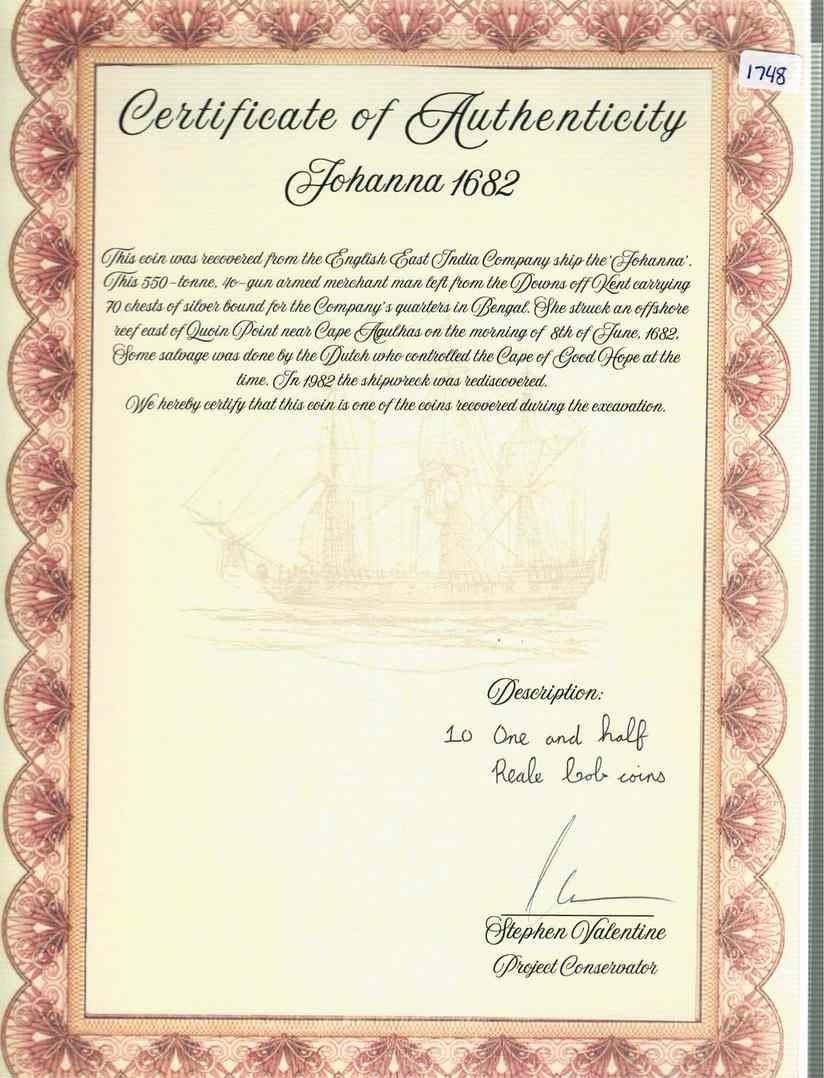 1748
Certificate of Authenticity
Johanna 1682
This coin was recovered from the English East India Company ship the 'Johanna'.
This 550-tonne, 40-gun armed merchant man left from the Downs off Kent carrying
70 chests of silver bound for the Company's quarters in Bengal. She struck an offshore
reef east of Quoin Point near Cape Agulhas on the morning of 8th of June, 1682.
Some salvage was done by the Dutch who controlled the Cape of Good Hope at the
time. In 1982 the shipwreck was rediscovered.
We hereby certify that this coin is one of the coins recovered during the excavation.
Description:
10 One and half
Reale Cob coins
Stephen Valentine
Project Conservator